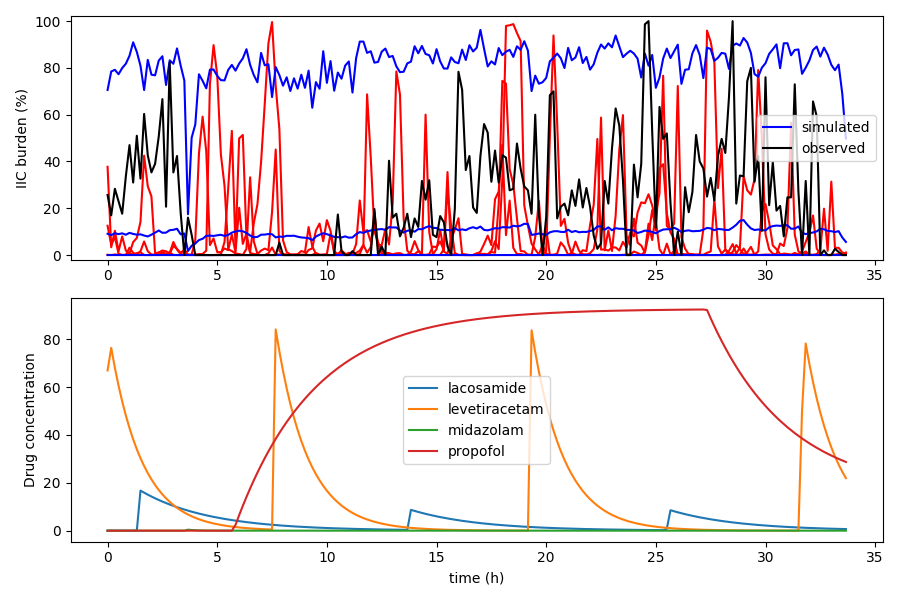 IIC burden (%)
100
80
60
40
20
0
simulated
observed
0 5 10 15 20 25 30 35
Drug concentration
80
60
40
20
0
lacosamide
levetiracetam
midazolam
propofol
0 5 10 15 20 25 30 35
time (h)